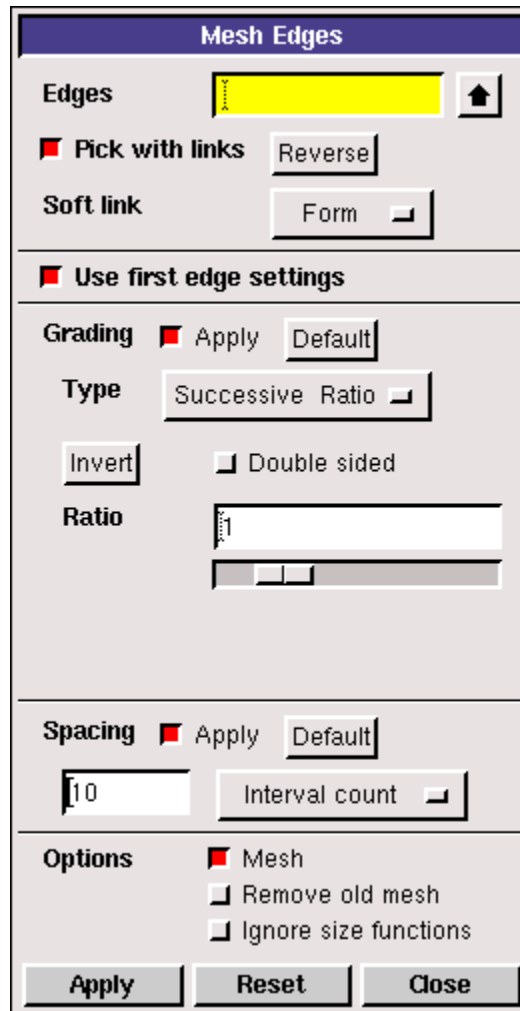 Mesh Edges
Edges
Pick with links Reverse
Soft link Form
Use first edge settings
Grading Apply Default
Type Successive Ratio
Invert Double sided
Ratio 1
Spacing Apply Default
10 Interval count
Options Mesh
Remove old mesh
Ignore size functions
Apply Reset Close